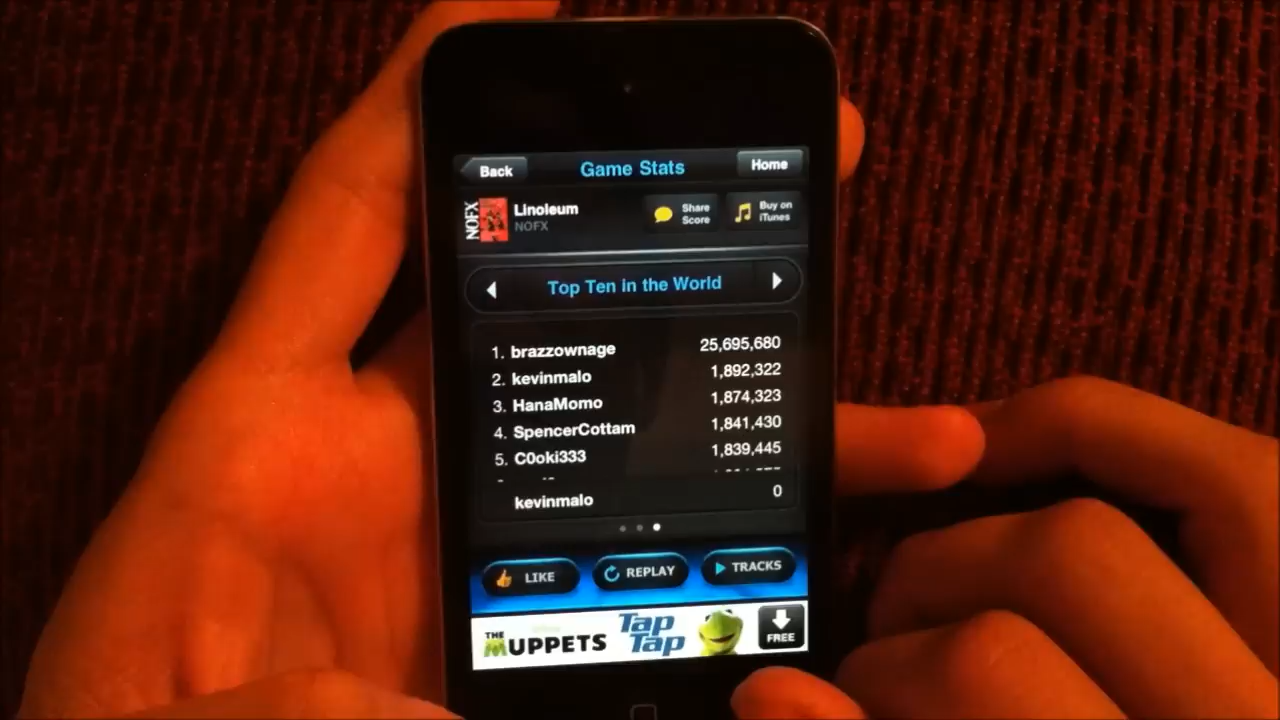 Back
Game Stats
Home
NOFX
Linoleum
NOFX
Share
Score
Buy on
iTunes
Top Ten in the World
1. brazzownage 25,695,680
2. kevinmalo 1,892,322
3. HanaMomo 1,874,323
4. SpencerCottam 1,841,430
5. C0oki333 1,839,445
kevinmalo 0
LIKE
REPLAY
TRACKS
THE
MUPPETS
Tap
Tap
FREE